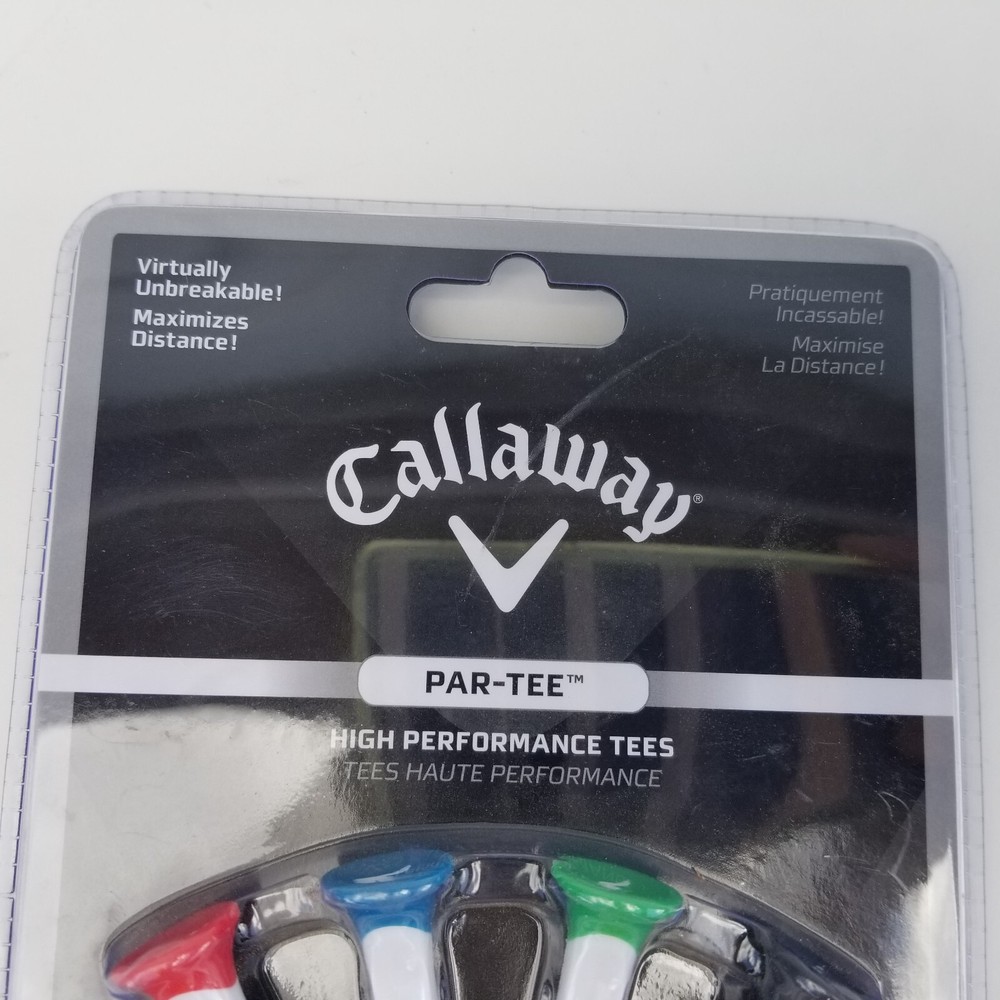 Virtually
Unbreakable!
Maximizes
Distance!
Pratiquement
Incassable!
Maximise
La Distance!
Callaway®
PAR-TEE™
HIGH PERFORMANCE TEES
TEES HAUTE PERFORMANCE